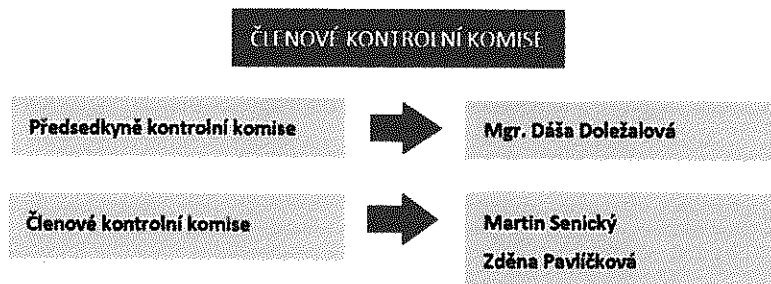 ČLENOVÉ KONTROLNÍ KOMISE
Předsedkyně kontrolní komise
Mgr. Dáša Doležalová
Členové kontrolní komise
Martin Senický
Zděna Pavlíčková